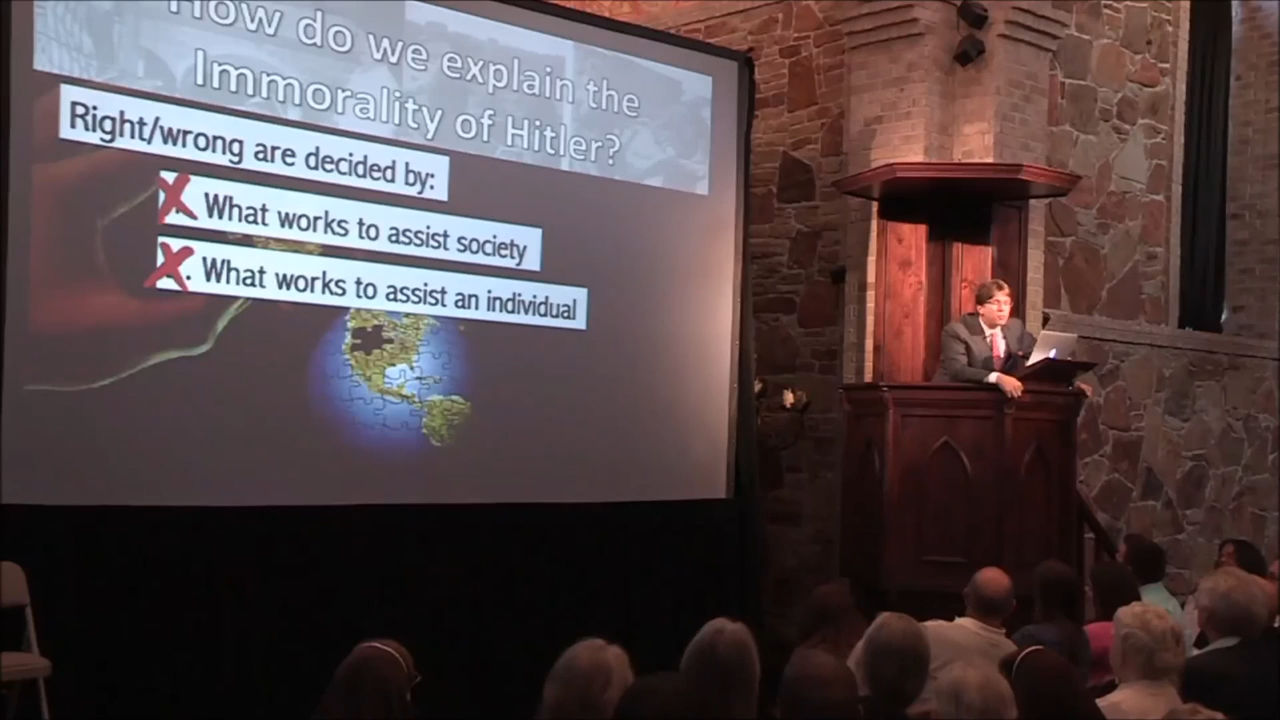 How do we explain the
Immorality of Hitler?
Right/wrong are decided by:
What works to assist society
. What works to assist an individual